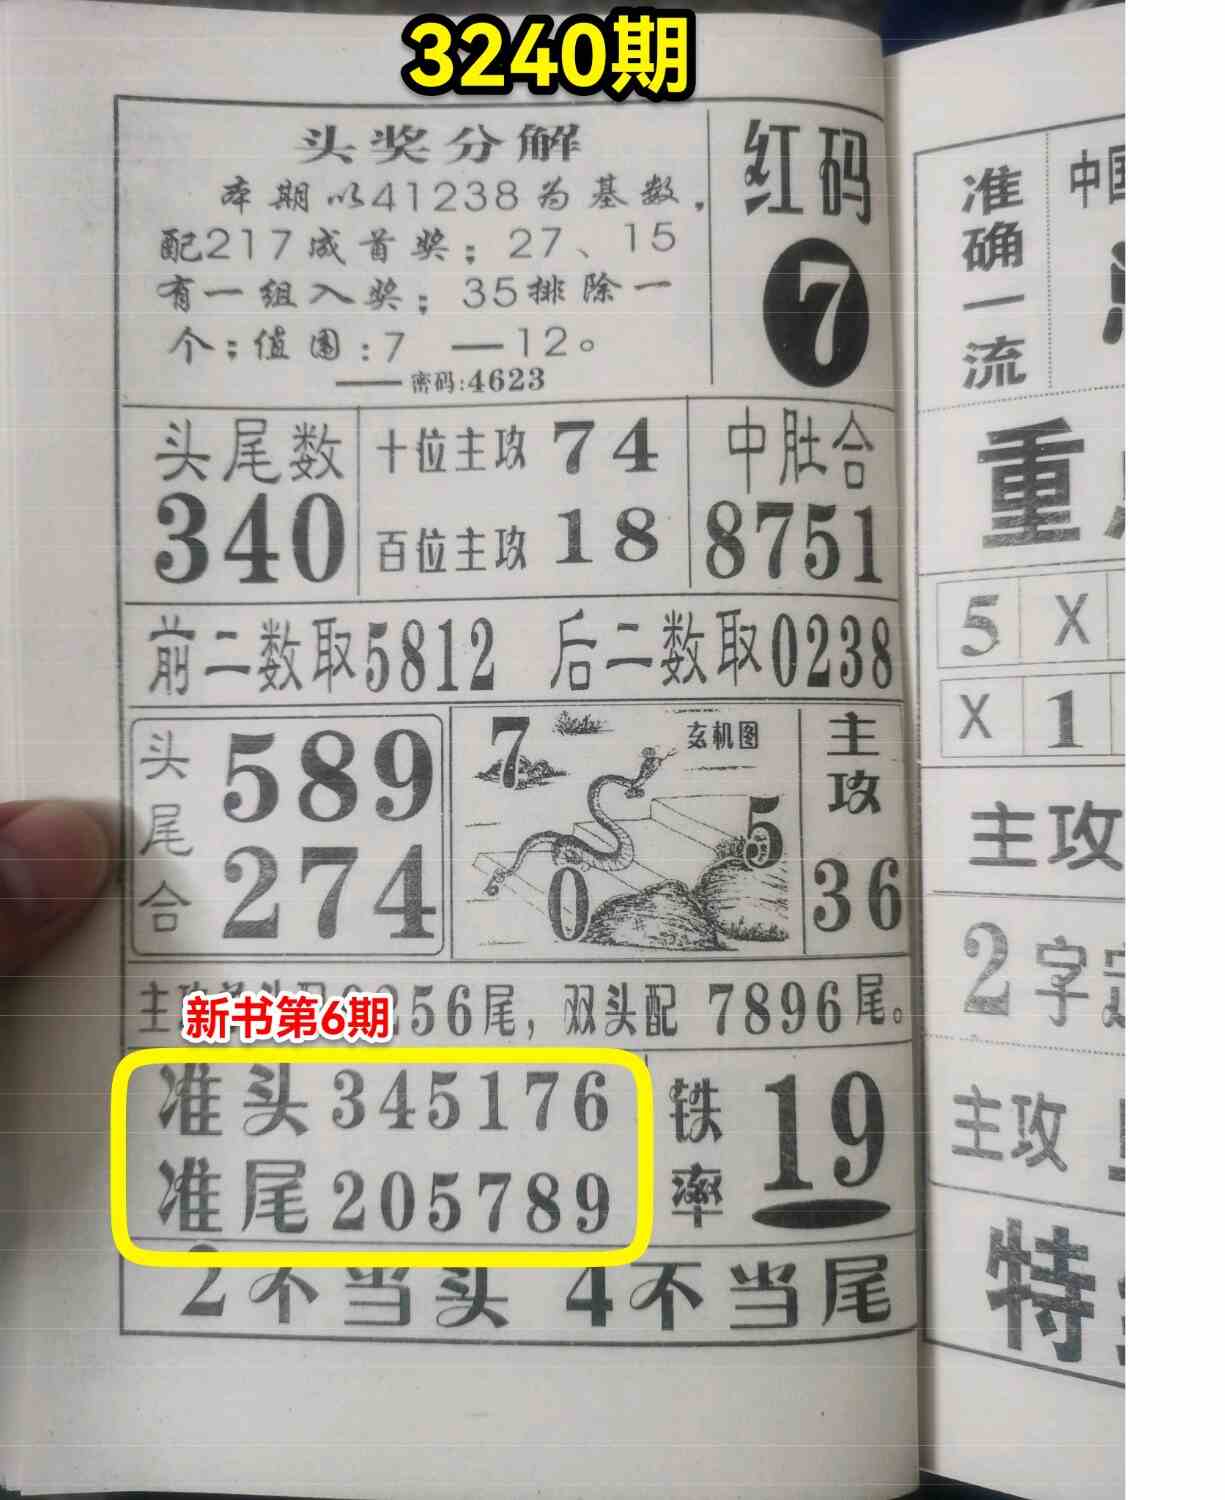 3240期
头奖分解
本期以41238为基数，
配217成首奖；27、15
有一组入奖；35排除一
个；值围：7 —12。
——密码:4623
红码
7
头尾数
340
十位主攻 74
百位主攻 18
中肚合
8751
前二数取5812 后二数取0238
头尾合
589
274
玄机图
7
5
0
主攻
36
256尾，双头配 7896尾。
新书第6期
准头345176
准尾205789
铁率
19
2不当头 4不当尾
准确一流
中国
重
5 X
X 1
主攻
2字定
主攻
特